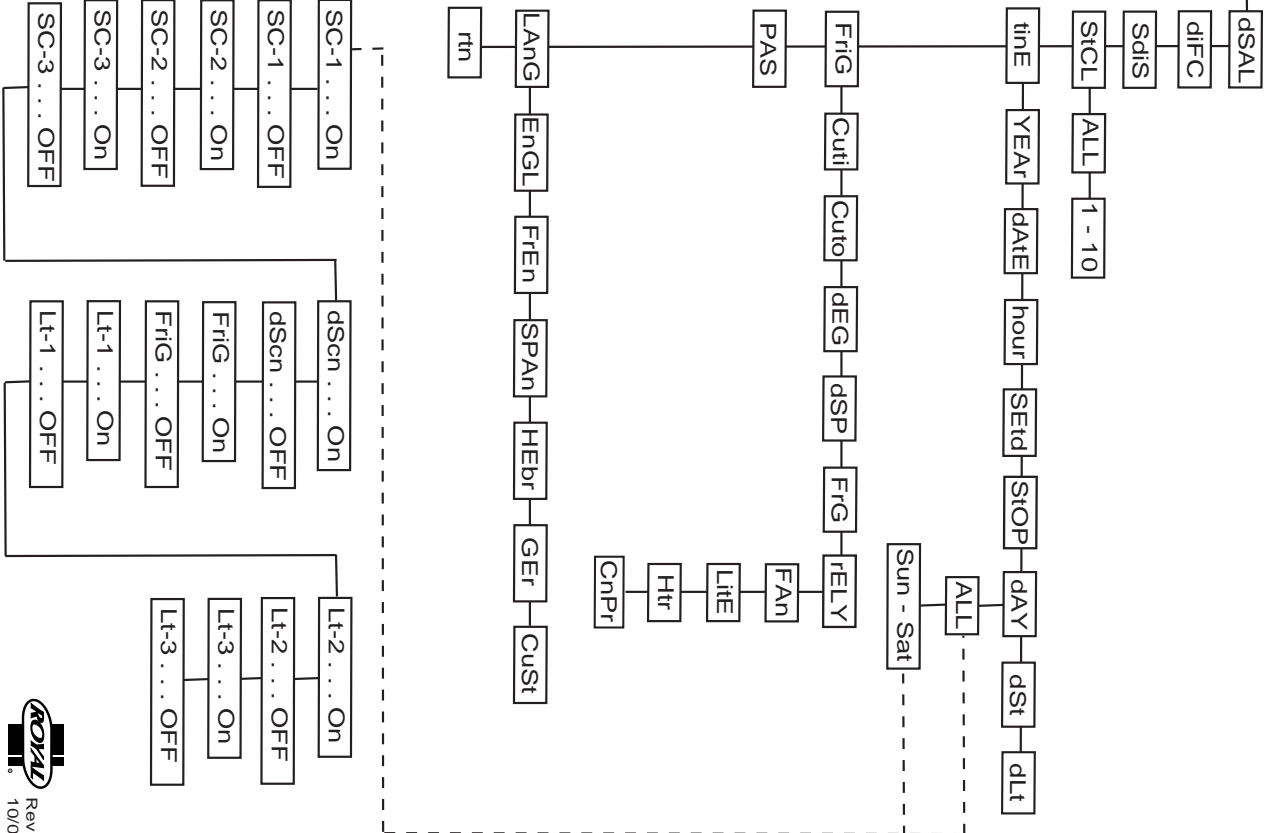 dSAL
diFC
SdiS
StCL ALL 1 - 10
tinE YEAr dAtE hour SEtd StOP dAY dSt dLt
ALL
Sun - Sat
FriG Cuti Cuto dEG dSP FrG rELY
FAn
LitE
Htr
CnPr
PAS
LAnG EnGL FrEn SPAn HEbr GEr CuSt
rtn
SC-1 . . . On
SC-1 . . . OFF
SC-2 . . . On
SC-2 . . . OFF
SC-3 . . . On
SC-3 . . . OFF
dScn . . . On
dScn . . . OFF
FriG . . . On
FriG . . . OFF
Lt-1 . . . On
Lt-1 . . . OFF
Lt-2 . . . On
Lt-2 . . . OFF
Lt-3 . . . On
Lt-3 . . . OFF
ROYAL
Rev
10/0